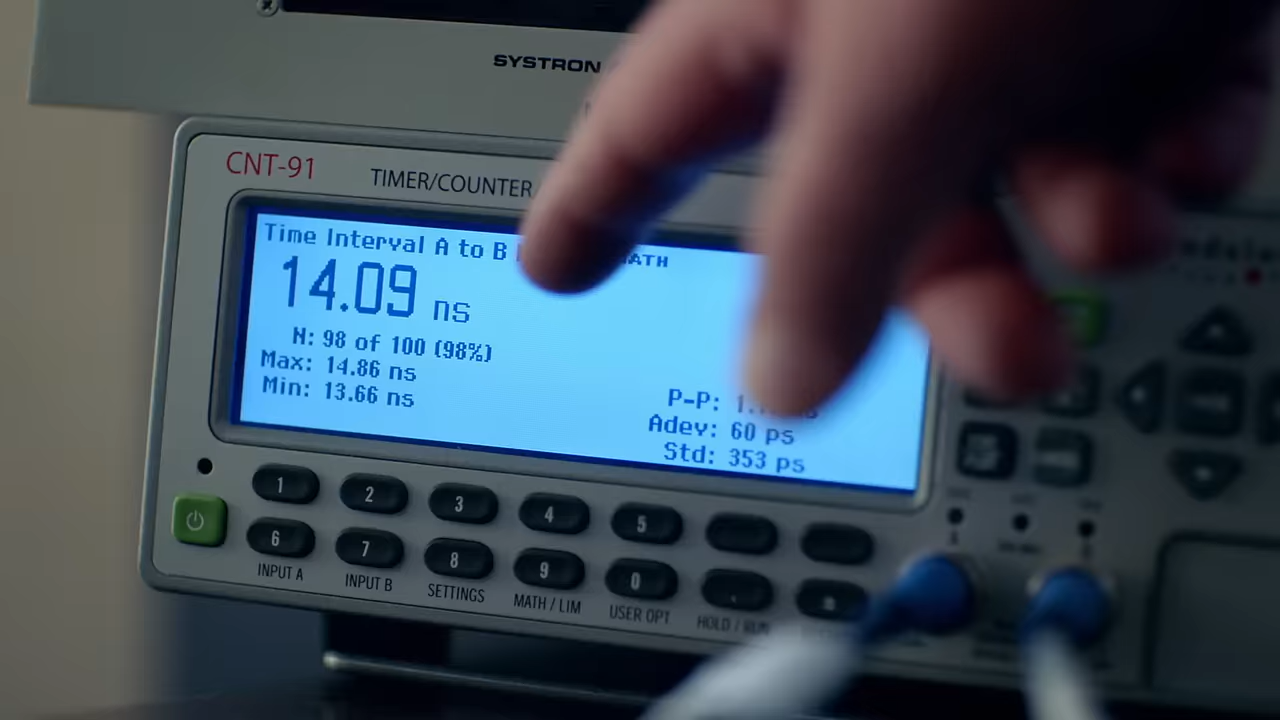 SYSTRON
CNT-91
TIMER/COUNTER
Time Interval A to B
14.09 ns
N: 98 of 100 (98%)
Max: 14.86 ns
Min: 13.66 ns
P-P:
Adev: 60 ps
Std: 353 ps
1 2 3 4 5
6 7 8 9 0 .
INPUT A INPUT B SETTINGS MATH / LIM USER OPT HOLD / RUN